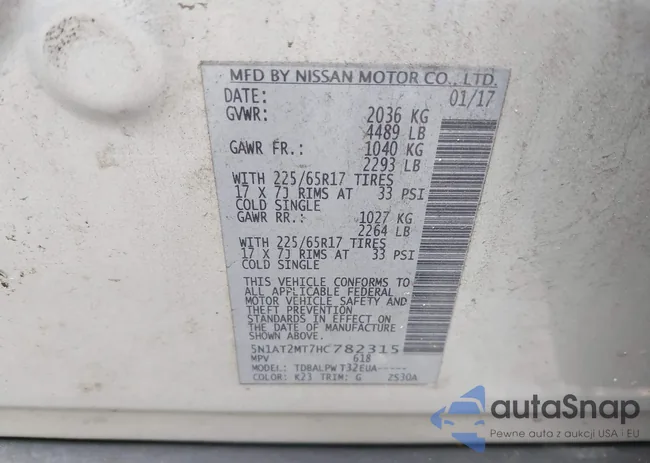 MFD BY NISSAN MOTOR CO., LTD.
DATE: 01/17
GVWR: 2036 KG
4489 LB
GAWR FR.: 1040 KG
2293 LB
WITH 225/65R17 TIRES
17 X 7J RIMS AT 33 PSI
COLD SINGLE
GAWR RR.: 1027 KG
2264 LB
WITH 225/65R17 TIRES
17 X 7J RIMS AT 33 PSI
COLD SINGLE
THIS VEHICLE CONFORMS TO
ALL APPLICABLE FEDERAL
MOTOR VEHICLE SAFETY AND
THEFT PREVENTION
STANDARDS IN EFFECT ON
THE DATE OF MANUFACTURE
SHOWN ABOVE.
5N1AT2MT7HC782315
MPV 618
MODEL: TDBALPW T32EUA-----
COLOR: K23 TRIM: G ZS30A
autaSnap
Pewne auta z aukcji USA i EU